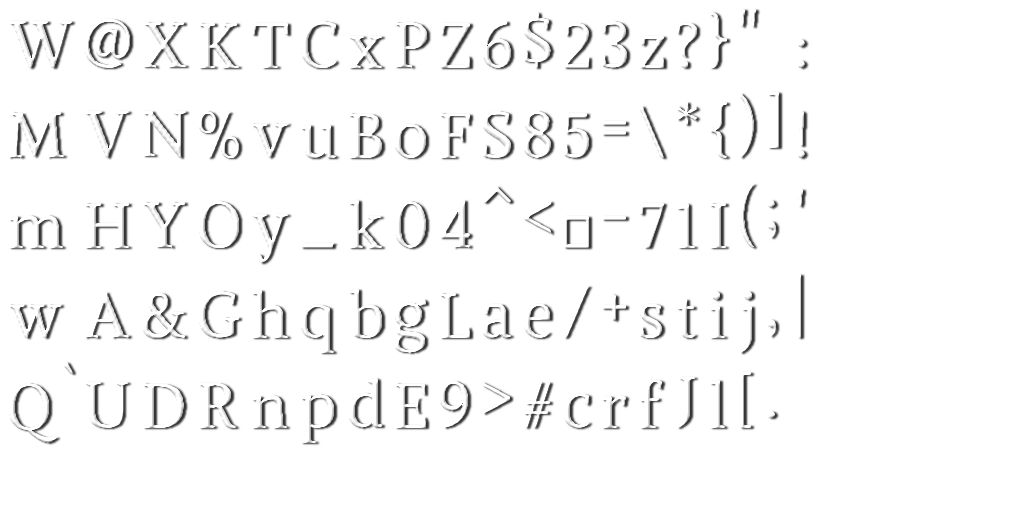 W@XKTCxPZ6$23z?}" :
MVN%vuBoFS85=\*{)]!
mHYOy_k04^<□−71I(;'
wA&GhqbgLae/+stij,|
Q`UDRnpdE9>#crfJl[.